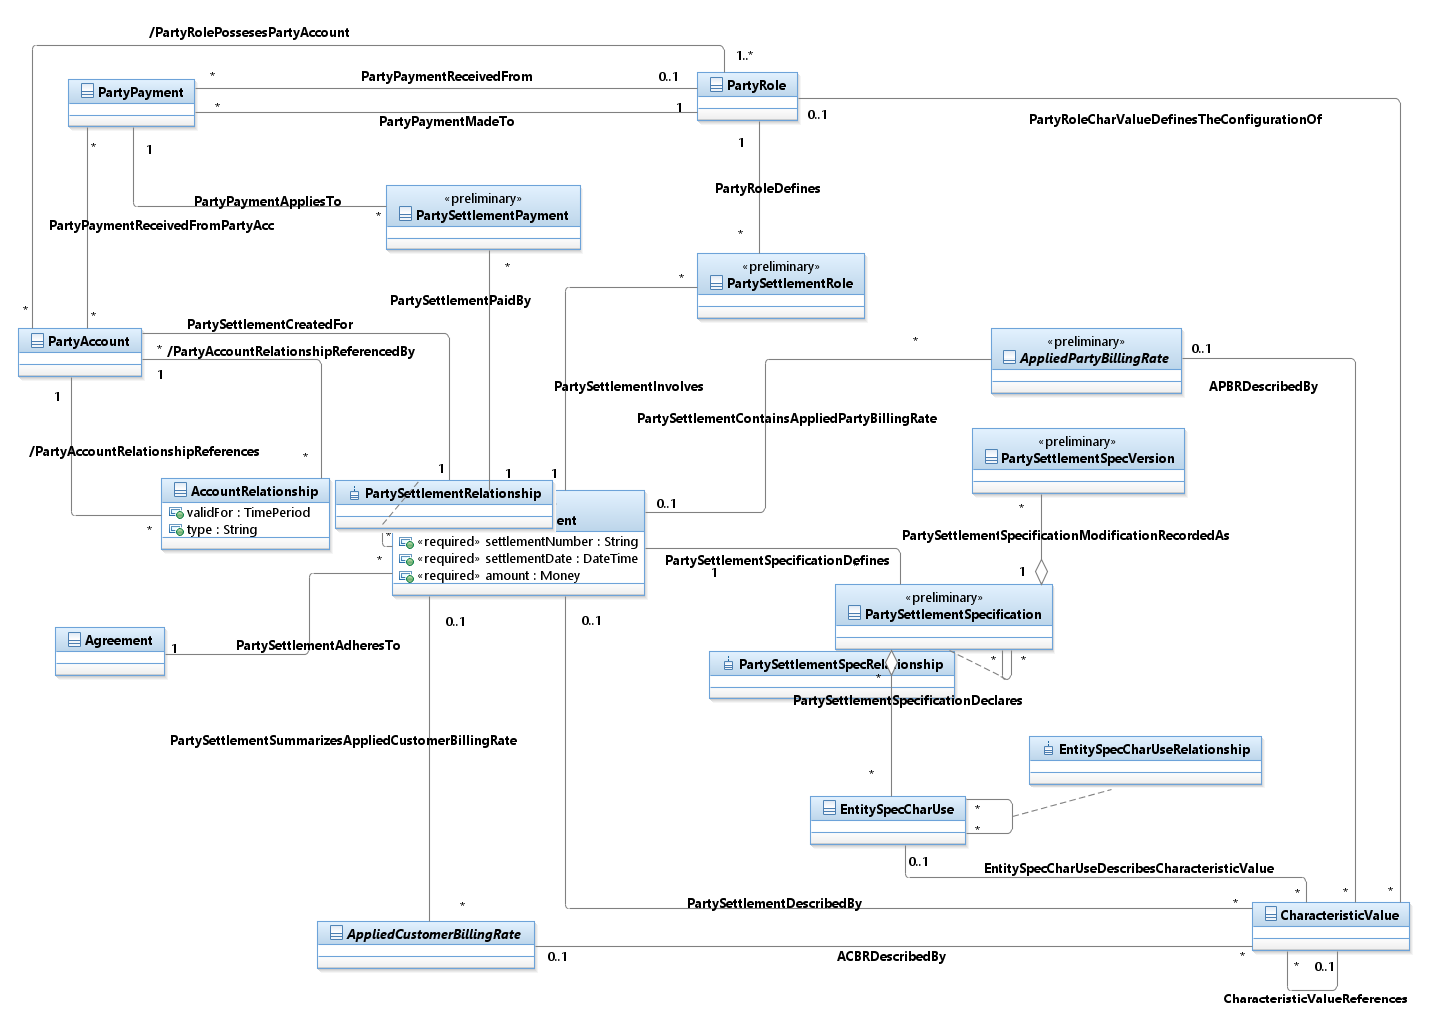 /PartyRolePossesesPartyAccount
1..*
* PartyPaymentReceivedFrom 0..1
PartyPayment
PartyRole
* 1
PartyPaymentMadeTo
0..1
PartyRoleCharValueDefinesTheConfigurationOf
* 1 1
PartyRoleDefines
«preliminary»
PartySettlementPayment
PartyPaymentAppliesTo
*
PartyPaymentReceivedFromPartyAcc
*
*
«preliminary»
PartySettlementRole
*
PartySettlementPaidBy
* *
PartySettlementCreatedFor
PartyAccount
* /PartyAccountRelationshipReferencedBy
1
*
«preliminary»
AppliedPartyBillingRate
0..1
APBRDescribedBy
PartySettlementInvolves
1
PartySettlementContainsAppliedPartyBillingRate
«preliminary»
PartySettlementSpecVersion
/PartyAccountRelationshipReferences
*
1 1 1
AccountRelationship
validFor : TimePeriod
type : String
*
PartySettlementRelationship
ent
«required» settlementNumber : String
«required» settlementDate : DateTime
«required» amount : Money
*
*
0..1
*
PartySettlementSpecificationModificationRecordedAs
PartySettlementSpecificationDefines
1
1
«preliminary»
PartySettlementSpecification
0..1 0..1
Agreement
1
PartySettlementAdheresTo
* *
PartySettlementSpecRelationship
*
PartySettlementSpecificationDeclares
PartySettlementSummarizesAppliedCustomerBillingRate
EntitySpecCharUseRelationship
*
EntitySpecCharUse
*
*
0..1
EntitySpecCharUseDescribesCharacteristicValue
* * *
PartySettlementDescribedBy
*
*
CharacteristicValue
AppliedCustomerBillingRate
0..1
ACBRDescribedBy
*
* 0..1
CharacteristicValueReferences